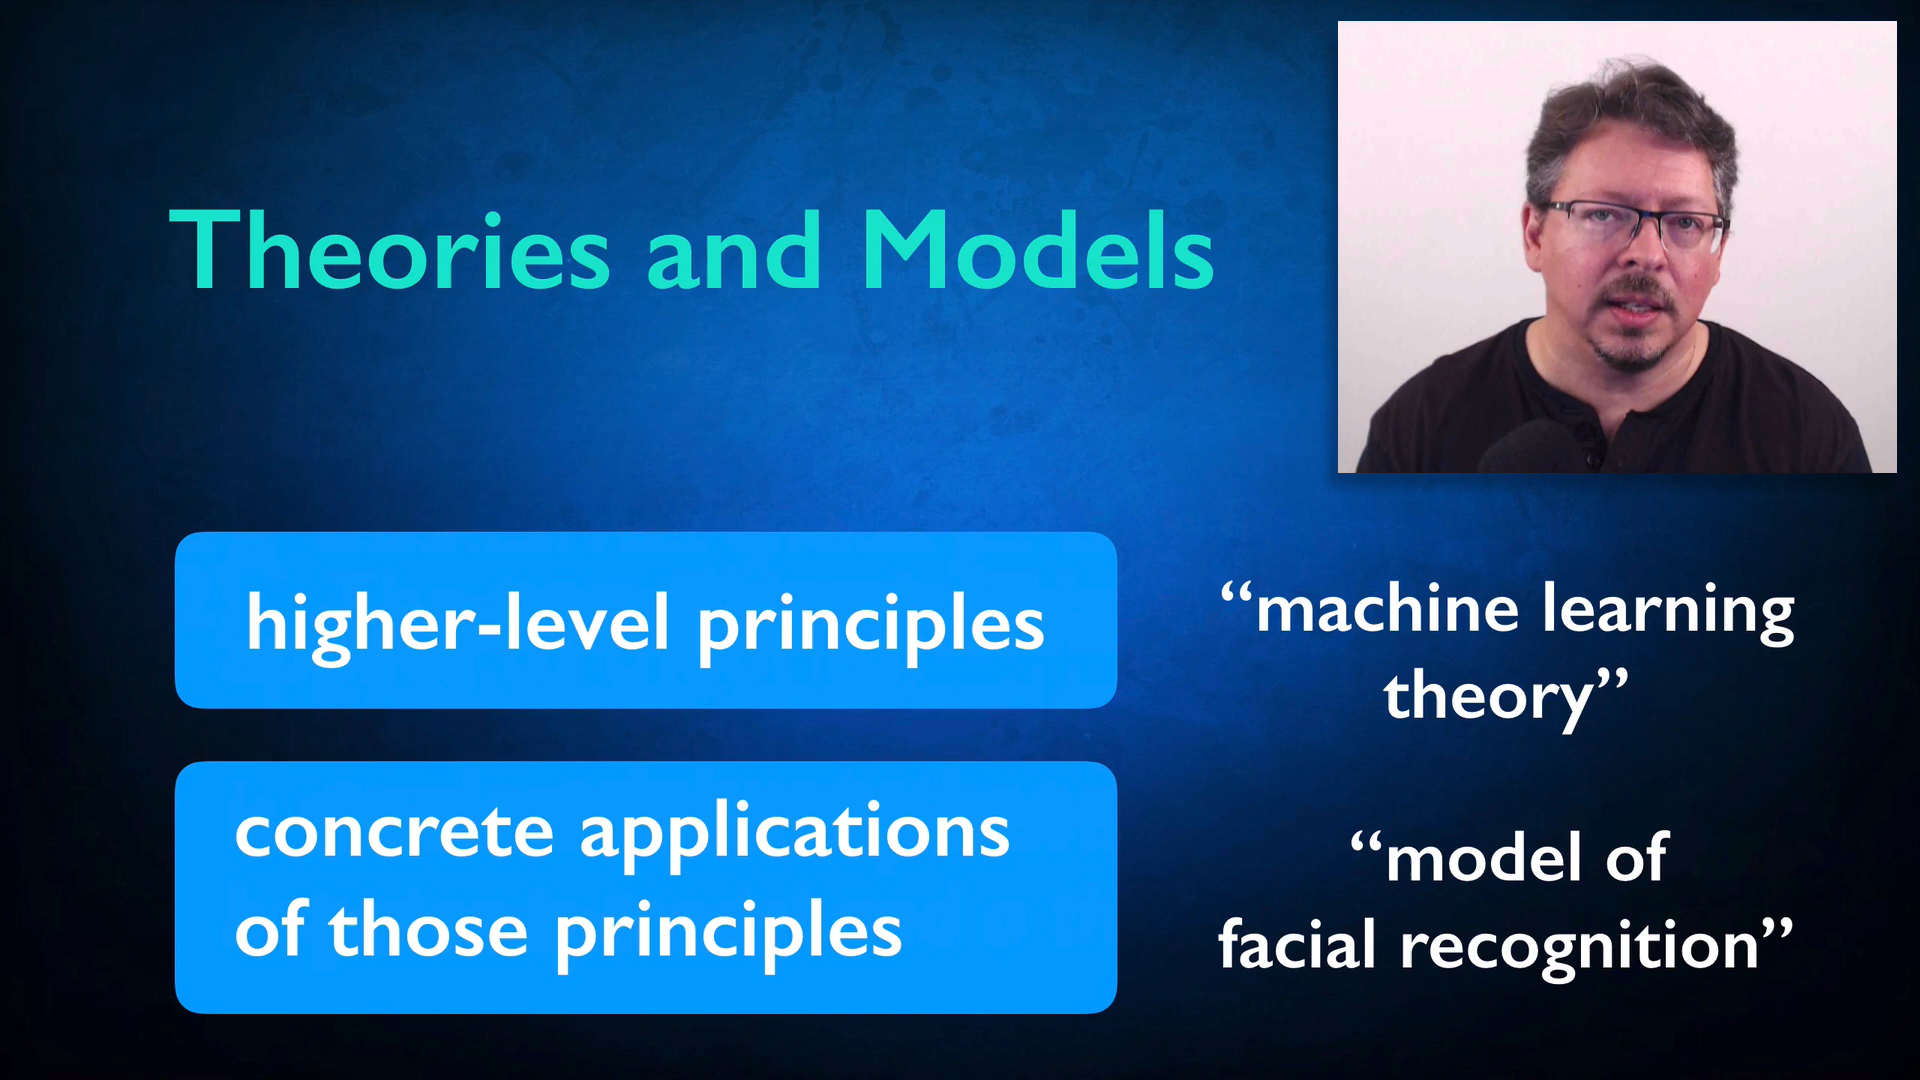 Theories and Models
higher-level principles
“machine learning
theory”
concrete applications
of those principles
“model of
facial recognition”